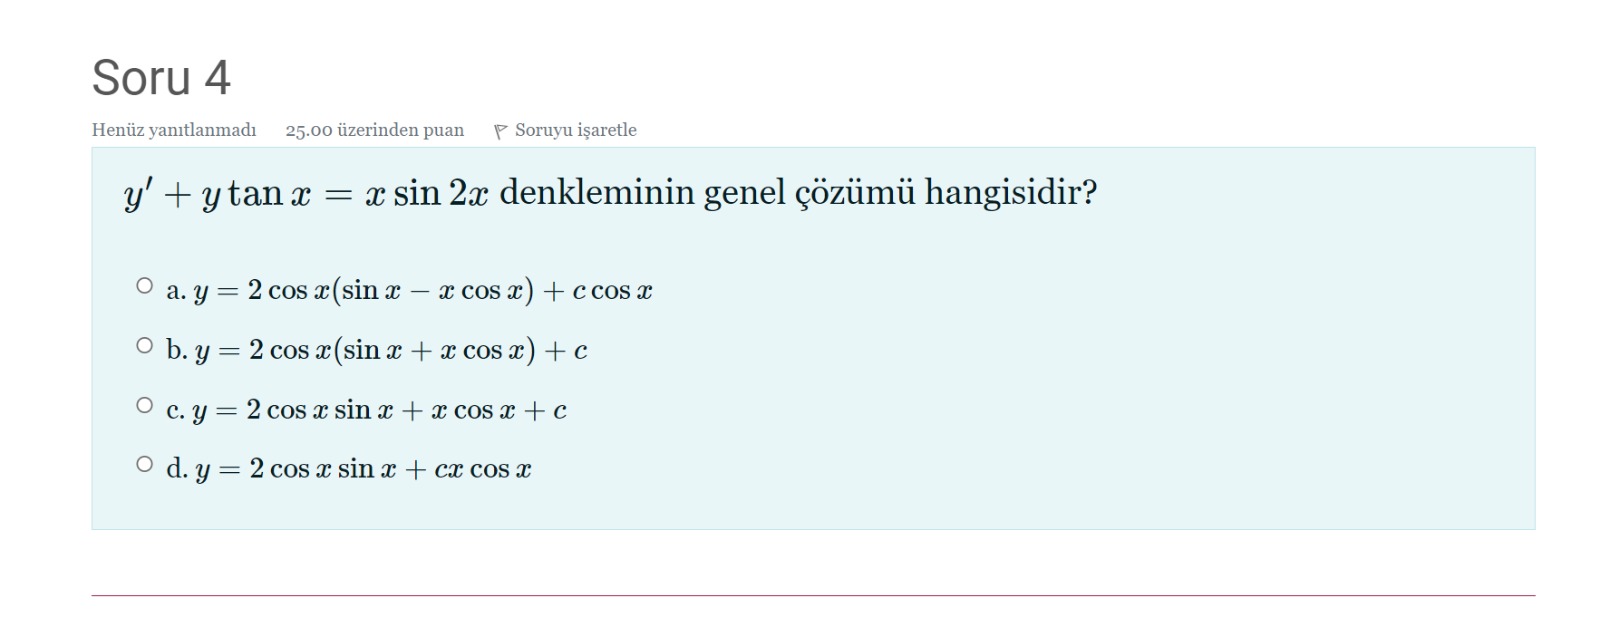 Soru 4
Henüz yanıtlanmadı 25.00 üzerinden puan Soruyu işaretle
y′ + y tan x = x sin 2x denkleminin genel çözümü hangisidir?
a. y = 2 cos x(sin x − x cos x) + c cos x
b. y = 2 cos x(sin x + x cos x) + c
c. y = 2 cos x sin x + x cos x + c
d. y = 2 cos x sin x + cx cos x